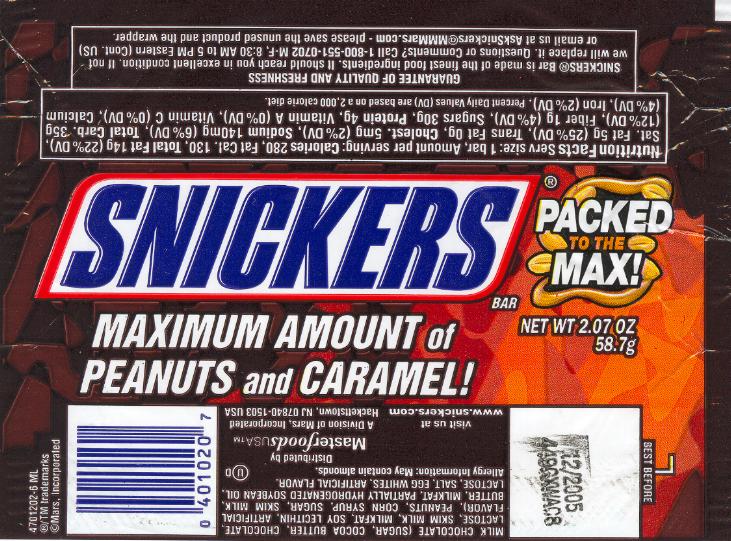 or email us at AskSnickers®MMMars.com - please save the unused product and the wrapper.
we will replace it. Questions or Comments? Call 1-800-551-0702 M-F, 8:30 AM to 5 PM Eastern (Cont. US)
SNICKERS® Bar is made of the finest food ingredients. It should reach you in excellent condition. If not
GUARANTEE OF QUALITY AND FRESHNESS
(4% DV), Iron (2% DV). Percent Daily Values (DV) are based on a 2,000 calorie diet.
(12% DV), Fiber 1g (4% DV), Sugars 30g, Protein 4g, Vitamin A (0% DV), Vitamin C (0% DV), Calcium
Sat. Fat 5g (25% DV), Trans Fat 0g, Cholest. 5mg (2% DV), Sodium 140mg (6% DV), Total Carb. 35g
Nutrition Facts Serv size: 1 bar, Amount per serving: Calories 280, Fat Cal. 130, Total Fat 14g (22% DV),
SNICKERS®
BAR
PACKED
TO THE
MAX!
NET WT 2.07 OZ
58.7g
MAXIMUM AMOUNT of
PEANUTS and CARAMEL!
4701202-6 ML
®/TM trademarks
©Mars, Incorporated
0 401020 7
www.snickers.com
visit us at
Hackettstown, NJ 07840-1503 USA
A Division of Mars, Incorporated
MasterfoodsUSA™
Distributed by
U D
Allergy Information: May contain almonds.
LACTOSE, SALT, EGG WHITES, ARTIFICIAL FLAVOR.
BUTTER, MILKFAT, PARTIALLY HYDROGENATED SOYBEAN OIL,
FLAVOR), PEANUTS, CORN SYRUP, SUGAR, SKIM MILK,
LACTOSE, SKIM MILK, MILKFAT, SOY LECITHIN, ARTIFICIAL
MILK CHOCOLATE (SUGAR, COCOA BUTTER, CHOCOLATE,
12/2005
BEST BEFORE